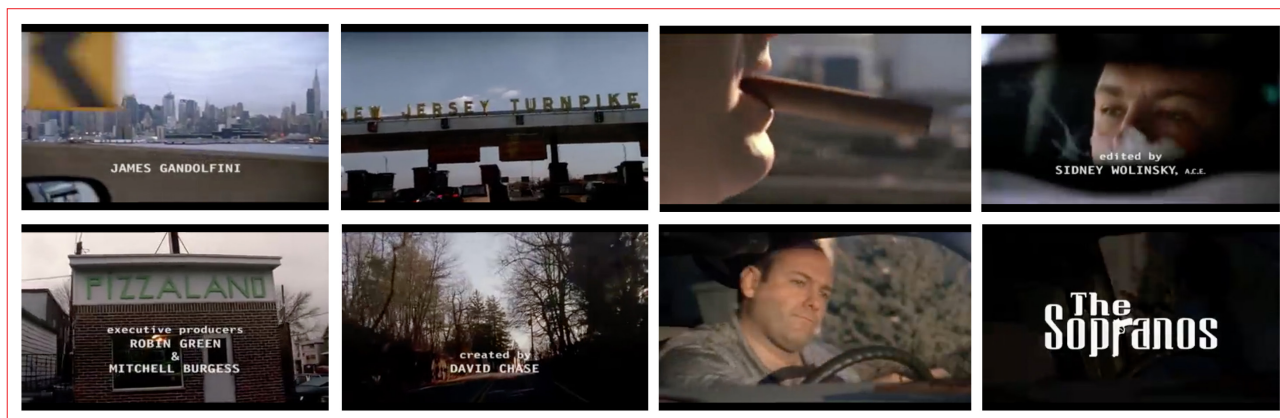 JAMES GANDOLFINI
NEW JERSEY TURNPIKE
edited by
SIDNEY WOLINSKY, A.C.E.
PIZZALAND
executive producers
ROBIN GREEN
&
MITCHELL BURGESS
created by
DAVID CHASE
The
Sopranos